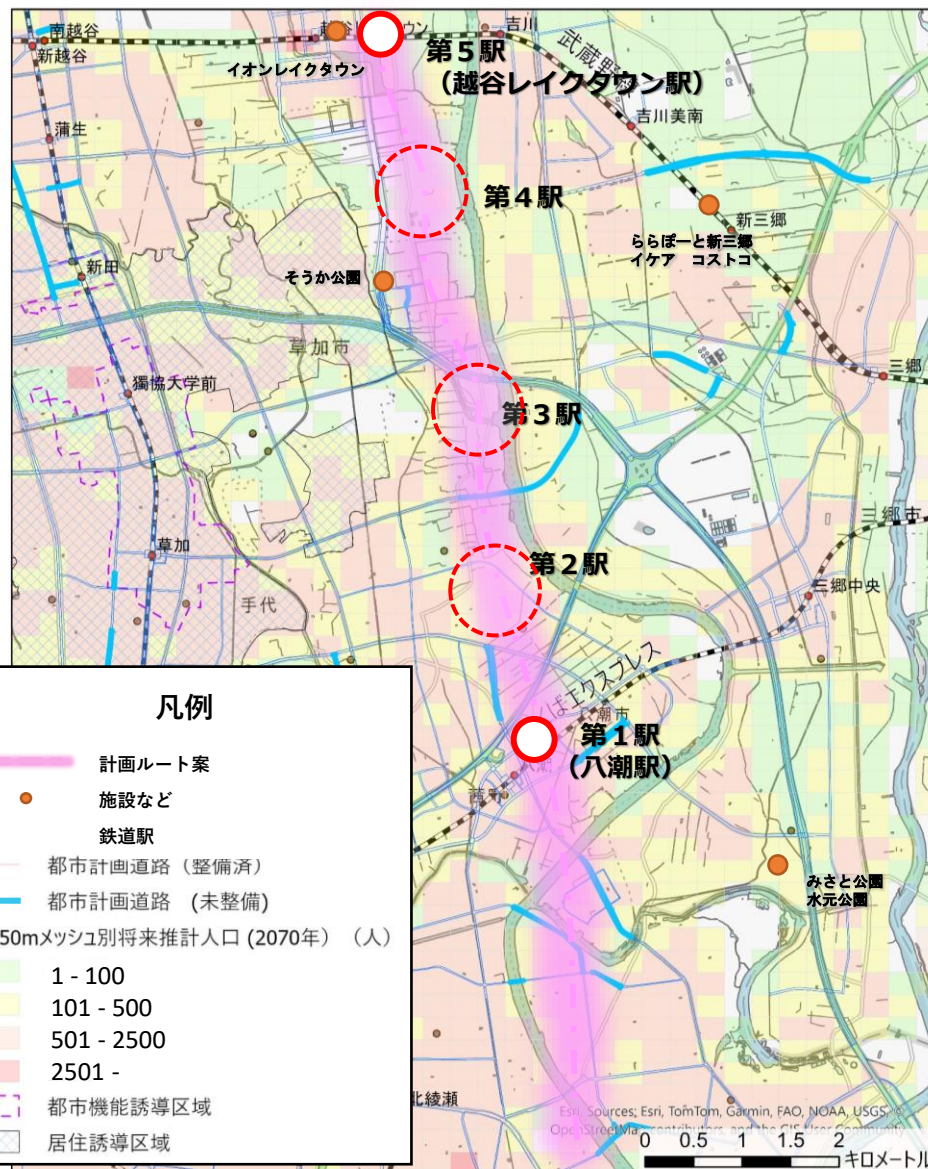 南越谷
新越谷
吉川
第５駅
（越谷レイクタウン駅）
イオンレイクタウン
武蔵野
吉川美南
蒲生
第４駅
新三郷
ららぽーと新三郷
イケア　コストコ
新田
そうか公園
草加市
三郷
獨協大学前
第３駅
三郷市
草加
第２駅
三郷中央
手代
ばエクスプレス
潮市
第１駅
（八潮駅）
みさと公園
水元公園
北綾瀬
凡例
計画ルート案
施設など
鉄道駅
都市計画道路（整備済）
都市計画道路　(未整備)
50mメッシュ別将来推計人口 (2070年）（人）
1 - 100
101 - 500
501 - 2500
2501 -
都市機能誘導区域
居住誘導区域
Esri, Sources; Esri, TomTom, Garmin, FAO, NOAA, USGS, ©
OpenStreetMap contributors, and the GIS User Community
0 0.5 1 1.5 2
キロメートル